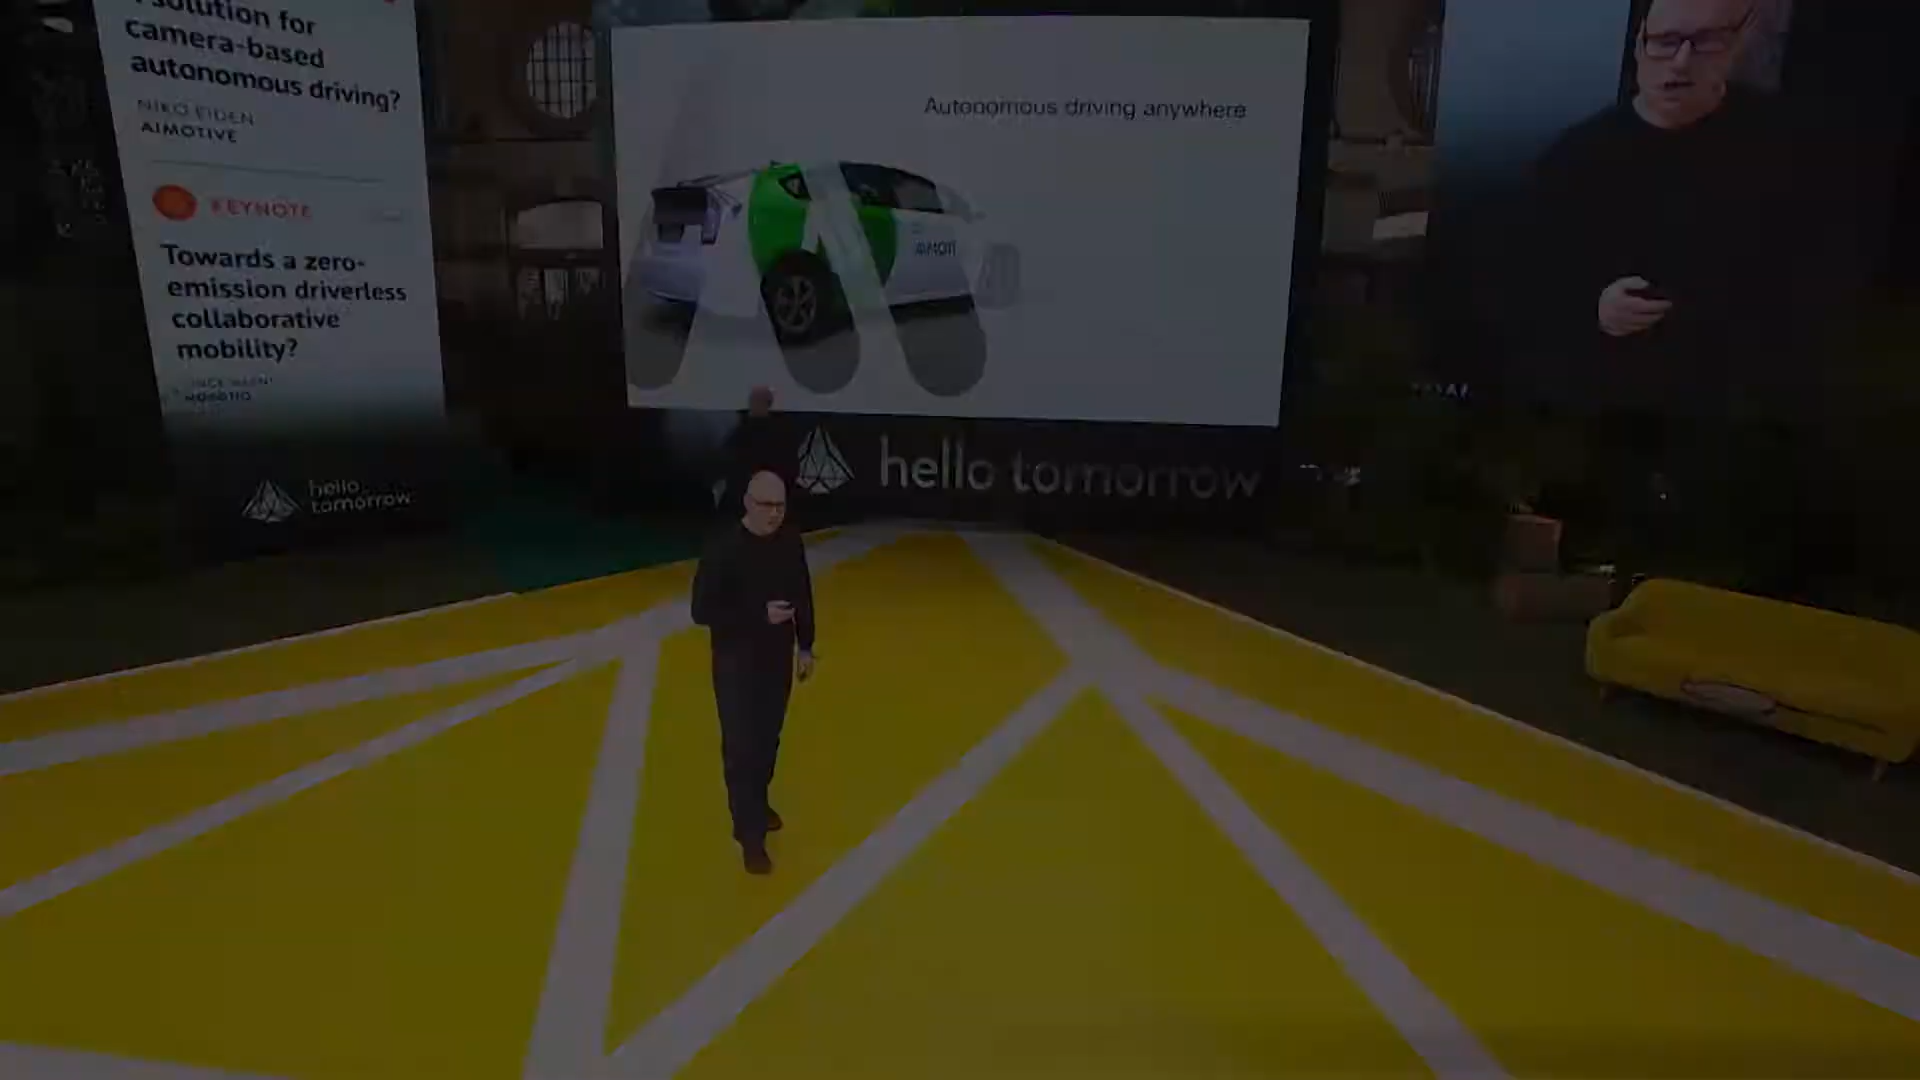 solution for
camera-based
autonomous driving?
NIKO EIDEN
AIMOTIVE
KEYNOTE
Towards a zero-
emission driverless
collaborative
mobility?
hello
tomorrow
Autonomous driving anywhere
hello tomorrow